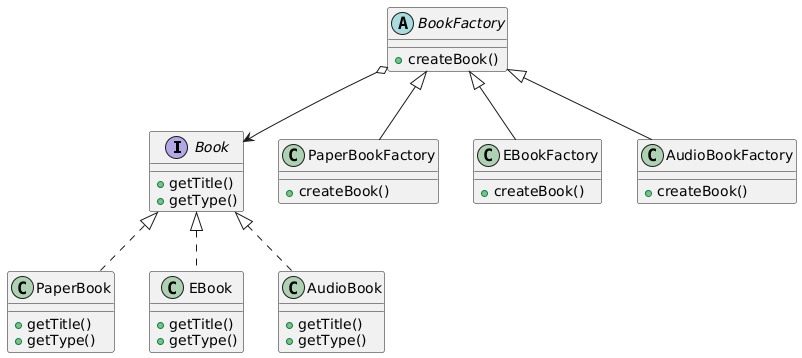 A BookFactory
+ createBook()
I Book
+ getTitle()
+ getType()
C PaperBookFactory
+ createBook()
C EBookFactory
+ createBook()
C AudioBookFactory
+ createBook()
C PaperBook
+ getTitle()
+ getType()
C EBook
+ getTitle()
+ getType()
C AudioBook
+ getTitle()
+ getType()